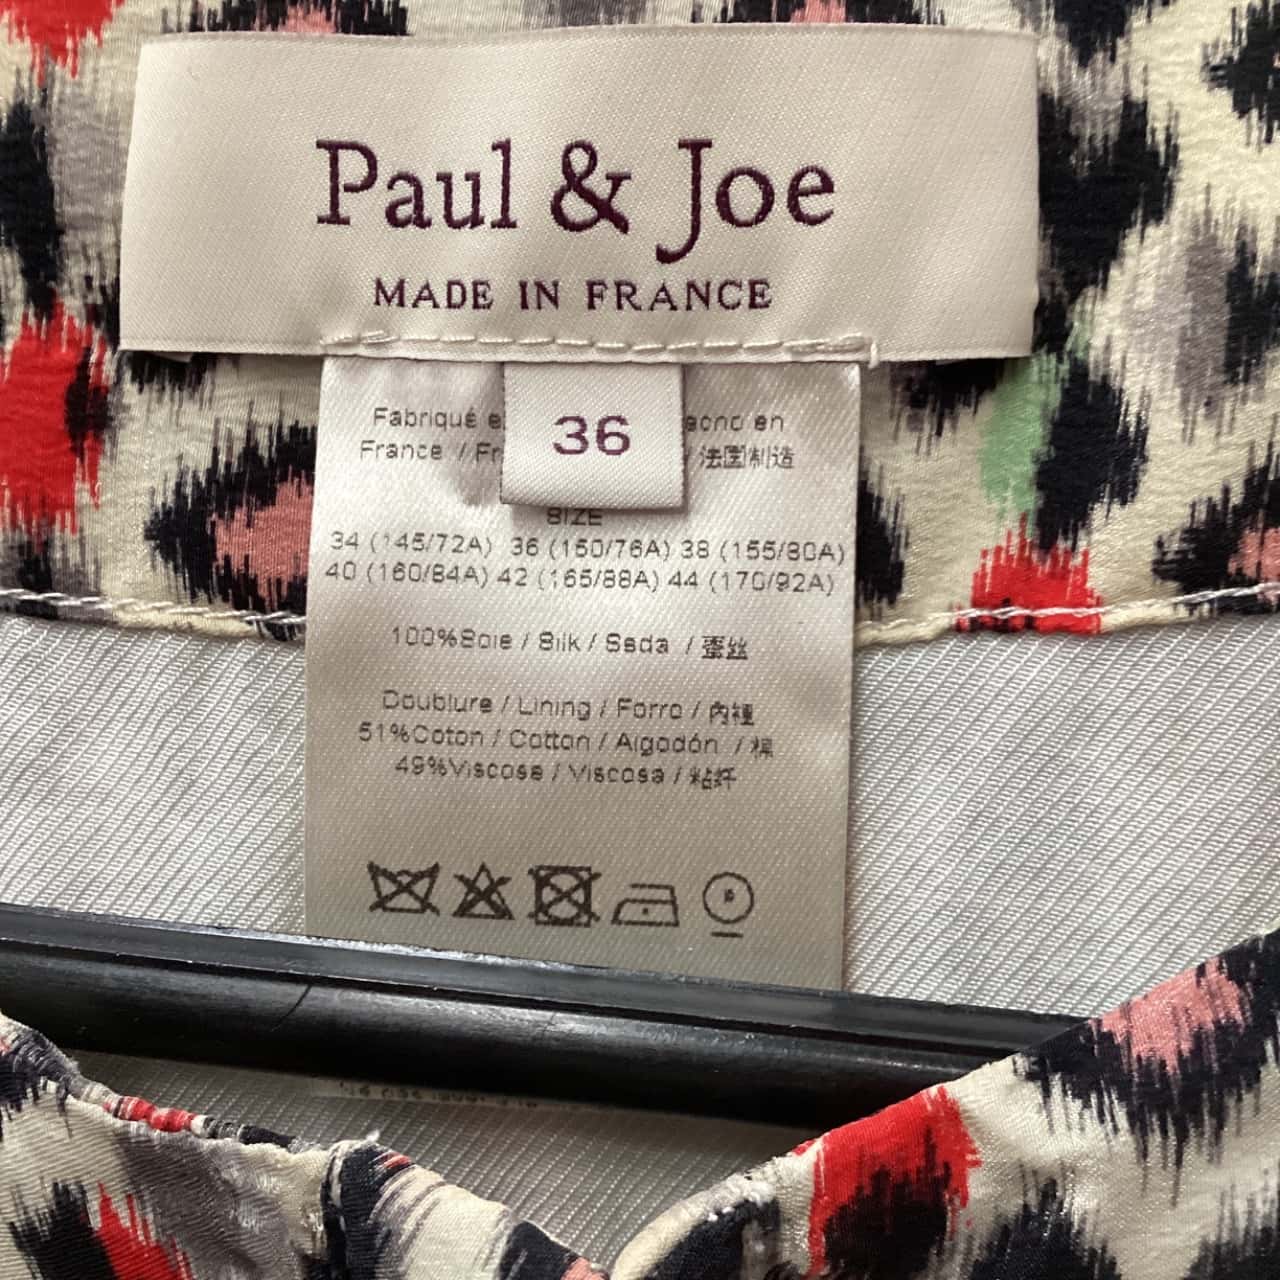 Paul & Joe
MADE IN FRANCE
36
Fabriqué en
France / Fr / 法国制造
SIZE
34 (145/72A) 36 (150/76A) 38 (155/80A)
40 (160/84A) 42 (165/88A) 44 (170/92A)
100%Soie / Silk / Seda / 蚕丝
Doublure / Lining / Forro / 内裡
51%Coton / Cotton / Algodón / 棉
49%Viscose / Viscosa / 粘纤